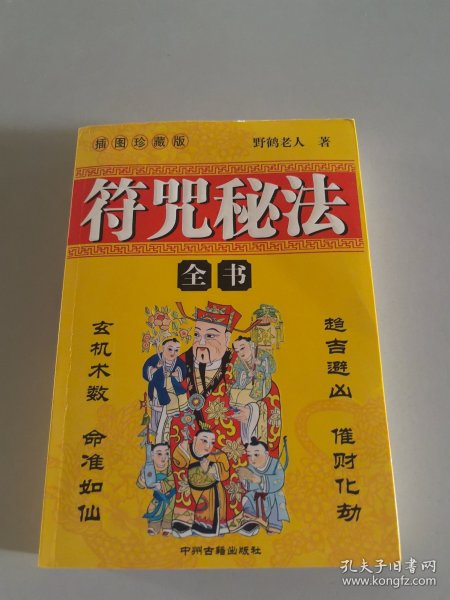 插图珍藏版
野鹤老人 著
符咒秘法
全书
玄机术数 命准如仙
趋吉避凶 催财化劫
中州古籍出版社
孔夫子旧书网
www.kongfz.com